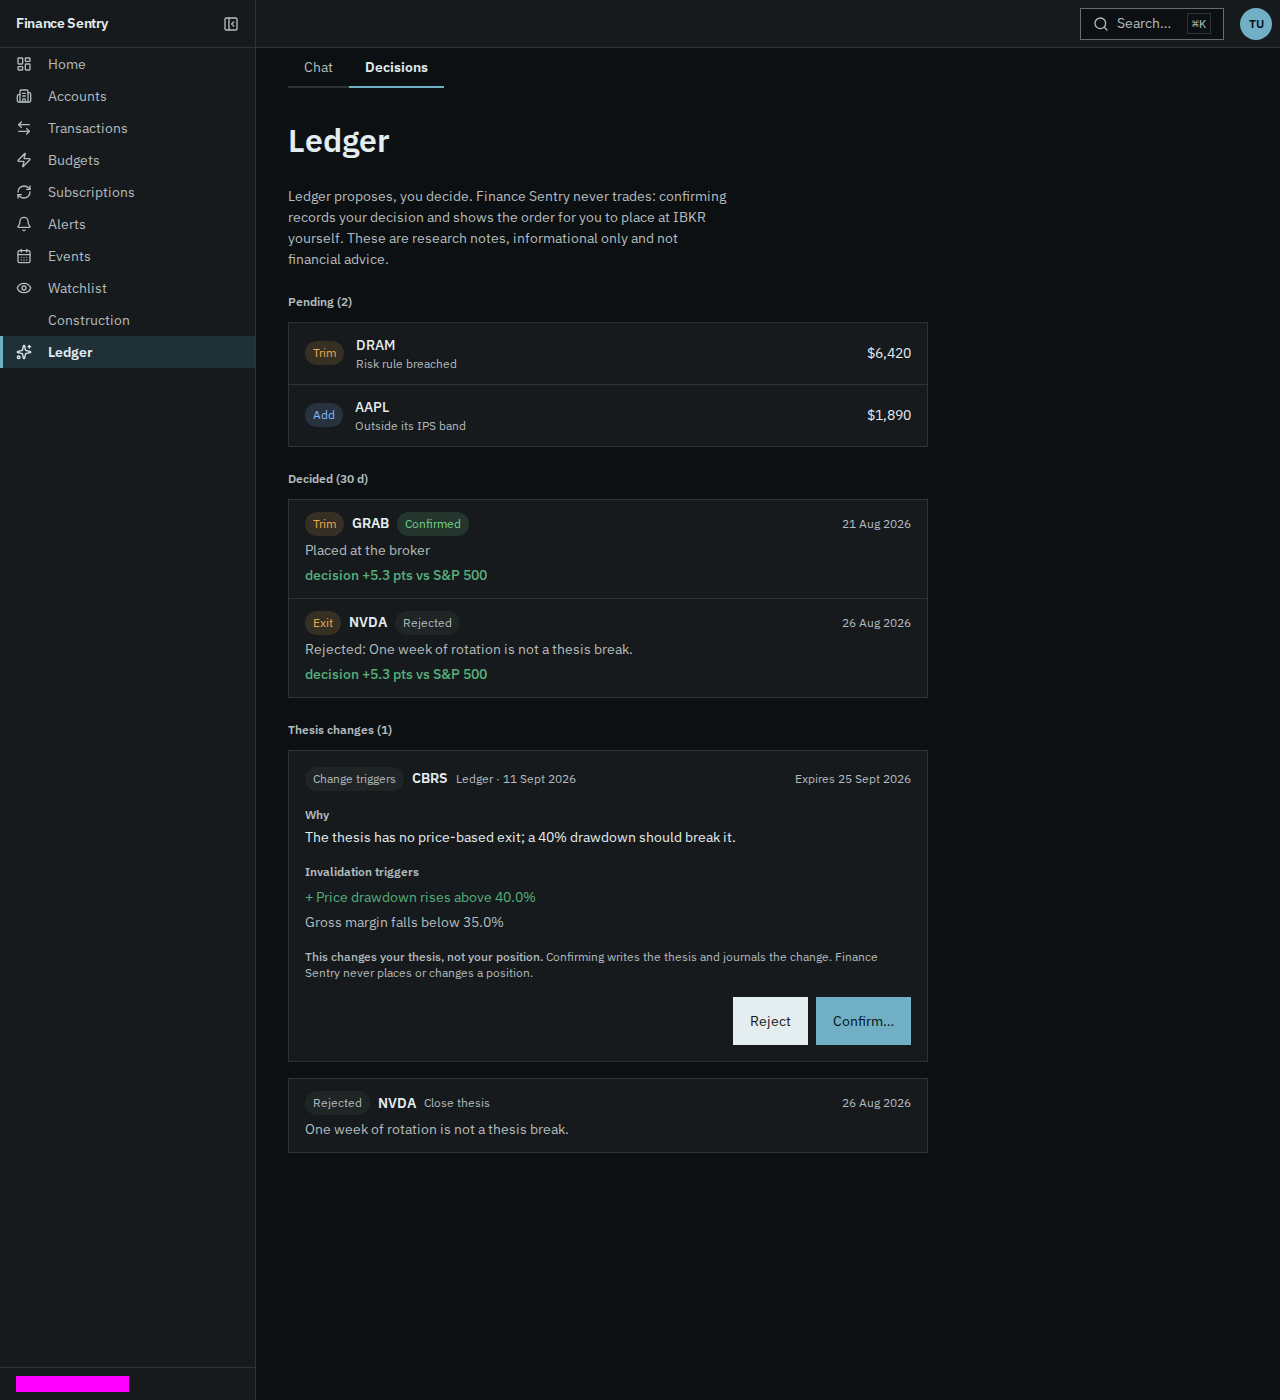 Finance Sentry
Search... ⌘K
TU
Home
Accounts
Transactions
Budgets
Subscriptions
Alerts
Events
Watchlist
Construction
Ledger
Chat
Decisions
Ledger
Ledger proposes, you decide. Finance Sentry never trades: confirming
records your decision and shows the order for you to place at IBKR
yourself. These are research notes, informational only and not
financial advice.
Pending (2)
Trim
DRAM
Risk rule breached
$6,420
Add
AAPL
Outside its IPS band
$1,890
Decided (30 d)
Trim GRAB Confirmed 21 Aug 2026
Placed at the broker
decision +5.3 pts vs S&P 500
Exit NVDA Rejected 26 Aug 2026
Rejected: One week of rotation is not a thesis break.
decision +5.3 pts vs S&P 500
Thesis changes (1)
Change triggers CBRS Ledger · 11 Sept 2026 Expires 25 Sept 2026
Why
The thesis has no price-based exit; a 40% drawdown should break it.
Invalidation triggers
+ Price drawdown rises above 40.0%
Gross margin falls below 35.0%
This changes your thesis, not your position. Confirming writes the thesis and journals the change. Finance
Sentry never places or changes a position.
Reject
Confirm...
Rejected NVDA Close thesis 26 Aug 2026
One week of rotation is not a thesis break.